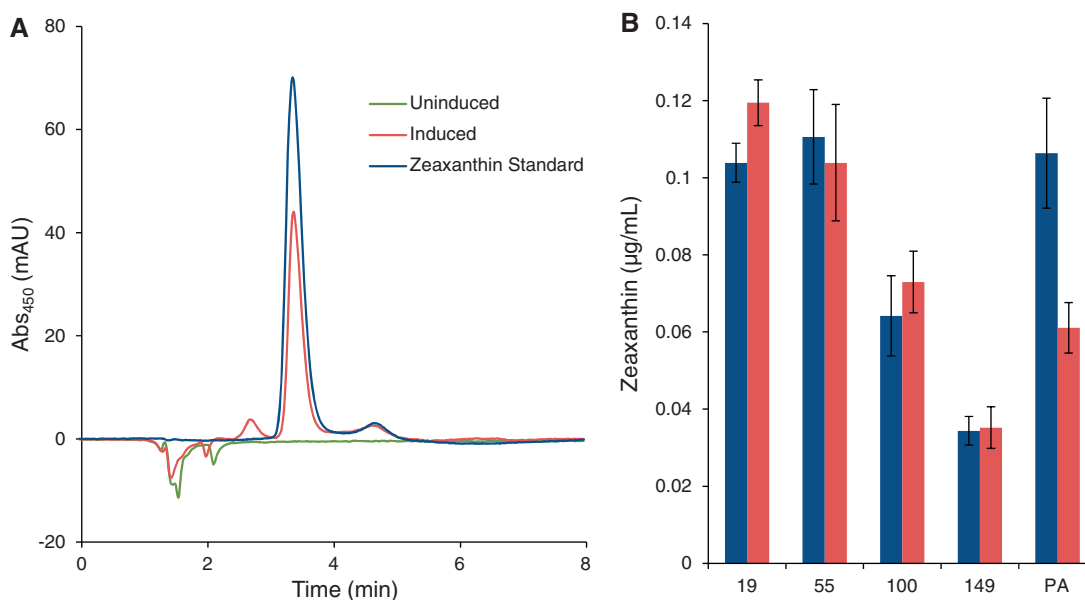 A
80
60
40
20
0
-20
0 2 4 6 8
Abs450 (mAU)
Time (min)
Uninduced
Induced
Zeaxanthin Standard
B
0.14
0.12
0.1
0.08
0.06
0.04
0.02
0
Zeaxanthin (µg/mL)
19 55 100 149 PA